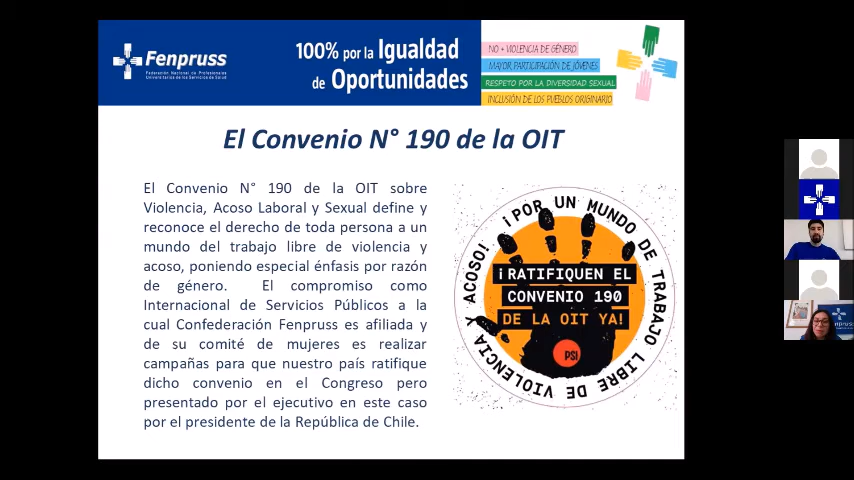 Fenpruss
Federación Nacional de Profesionales
Universitarios de los Servicios de Salud
100% por la Igualdad
de Oportunidades
NO + VIOLENCIA DE GÉNERO
MAYOR PARTICIPACIÓN DE JÓVENES
RESPETO POR LA DIVERSIDAD SEXUAL
INCLUSIÓN DE LOS PUEBLOS ORIGINARIO
El Convenio N° 190 de la OIT
El Convenio N° 190 de la OIT sobre
Violencia, Acoso Laboral y Sexual define y
reconoce el derecho de toda persona a un
mundo del trabajo libre de violencia y
acoso, poniendo especial énfasis por razón
de género. El compromiso como
Internacional de Servicios Públicos a la
cual Confederación Fenpruss es afiliada y
de su comité de mujeres es realizar
campañas para que nuestro país ratifique
dicho convenio en el Congreso pero
presentado por el ejecutivo en este caso
por el presidente de la República de Chile.
¡POR UN MUNDO DE TRABAJO LIBRE DE VIOLENCIA Y ACOSO!
¡RATIFIQUEN EL
CONVENIO 190
DE LA OIT YA!
PSI